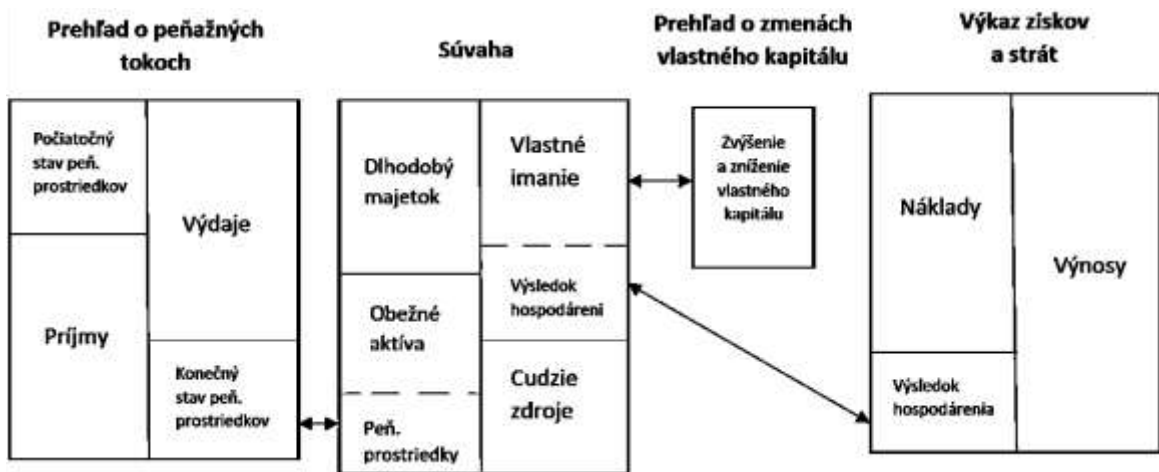 Prehľad o peňažných
tokoch
Súvaha
Prehľad o zmenách
vlastného kapitálu
Výkaz ziskov
a strát
Počiatočný
stav peň.
prostriedkov
Príjmy
Výdaje
Konečný
stav peň.
prostriedkov
Dlhodobý
majetok
Obežné
aktíva
Peň.
prostriedky
Vlastné
imanie
Výsledok
hospodáreni
Cudzie
zdroje
Zvýšenie
a zníženie
vlastného
kapitálu
Náklady
Výsledok
hospodárenia
Výnosy